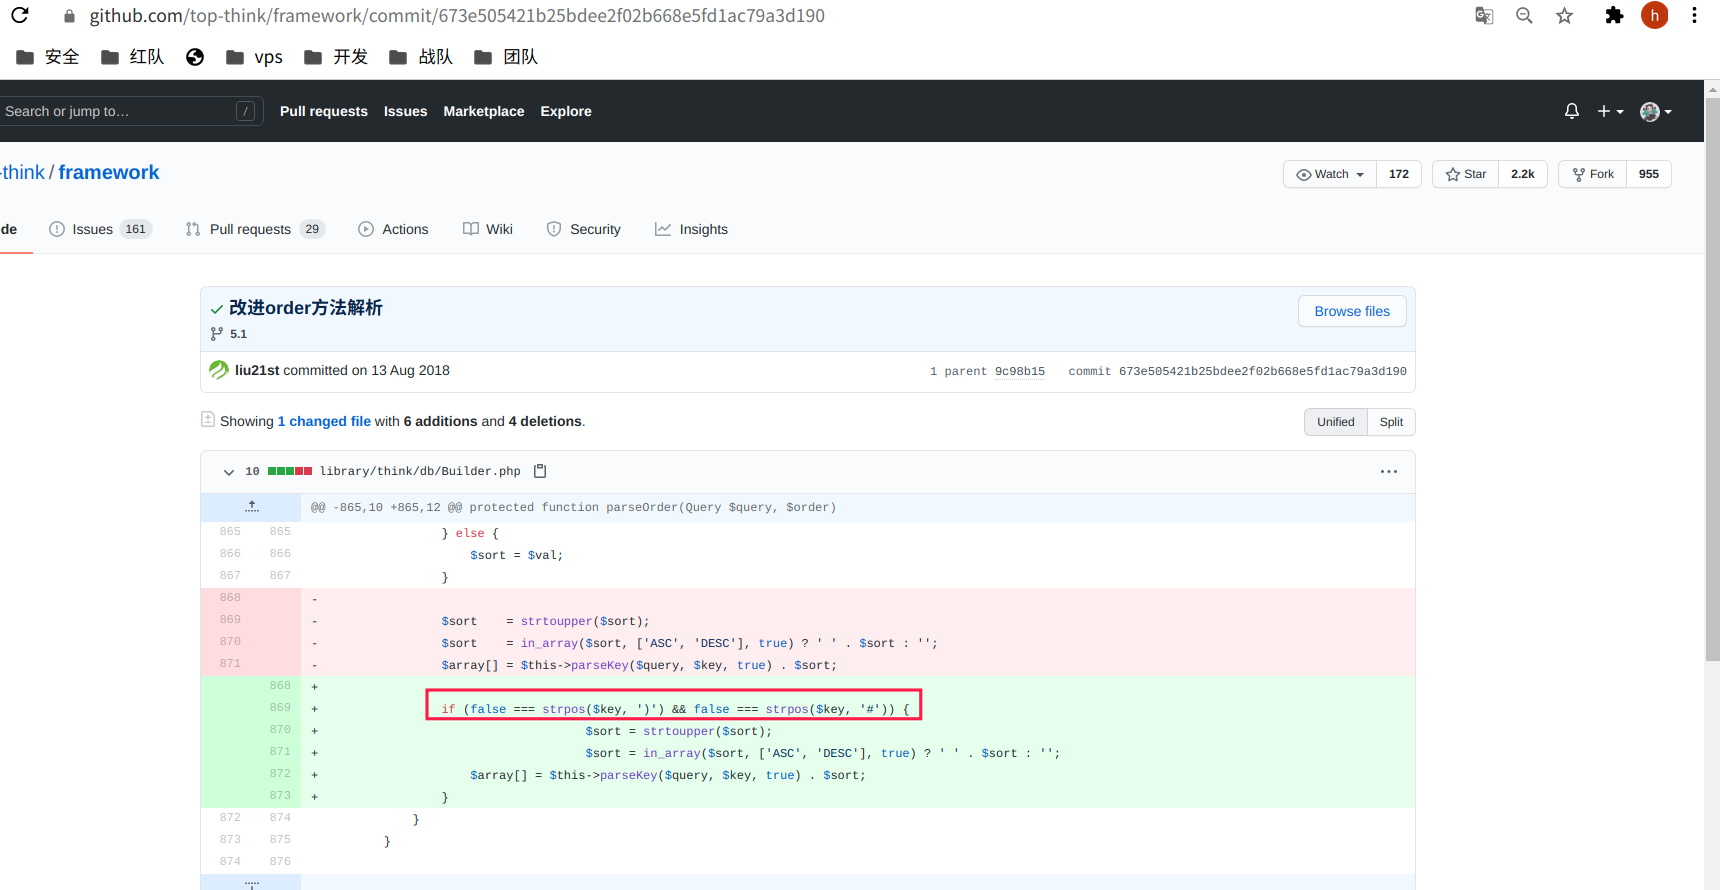 github.com/top-think/framework/commit/673e505421b25bdee2f02b668e5fd1ac79a3d190 h
安全 红队 vps 开发 战队 团队
Search or jump to… / Pull requests Issues Marketplace Explore
-think / framework Watch 172 Star 2.2k Fork 955
de Issues 161 Pull requests 29 Actions Wiki Security Insights
改进order方法解析 Browse files
5.1
liu21st committed on 13 Aug 2018 1 parent 9c98b15 commit 673e505421b25bdee2f02b668e5fd1ac79a3d190
Showing 1 changed file with 6 additions and 4 deletions. Unified Split
10 library/think/db/Builder.php
@@ -865,10 +865,12 @@ protected function parseOrder(Query $query, $order)
865 865 } else {
866 866 $sort = $val;
867 867 }
868 -
869 - $sort    = strtoupper($sort);
870 - $sort    = in_array($sort, ['ASC', 'DESC'], true) ? ' ' . $sort : '';
871 - $array[] = $this->parseKey($query, $key, true) . $sort;
868 +
869 + if (false === strpos($key, ')') && false === strpos($key, '#')) {
870 + $sort = strtoupper($sort);
871 + $sort = in_array($sort, ['ASC', 'DESC'], true) ? ' ' . $sort : '';
872 + $array[] = $this->parseKey($query, $key, true) . $sort;
873 + }
872 874 }
873 875 }
874 876